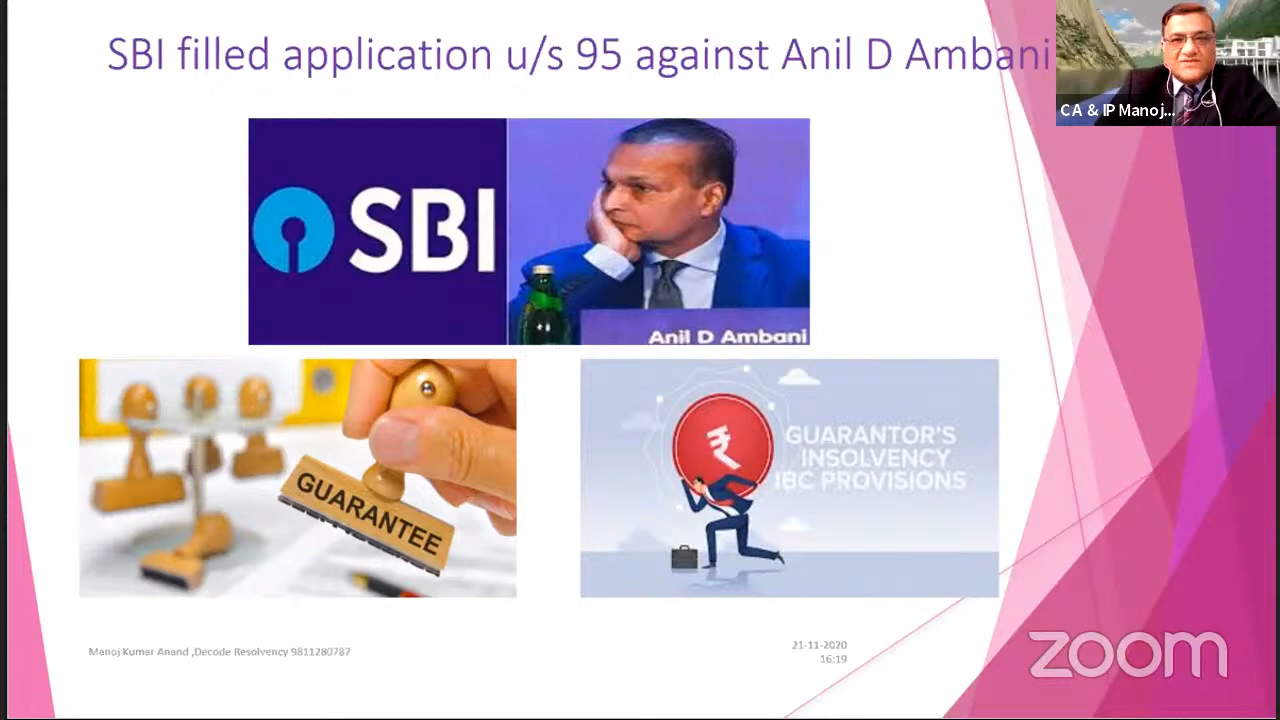 SBI filled application u/s 95 against Anil D Ambani
CA & IP Manoj...
SBI
Anil D Ambani
GUARANTEE
₹
GUARANTOR'S
INSOLVENCY
IBC PROVISIONS
Manoj Kumar Anand ,Decode Resolvency 9811280787
21-11-2020
16:19
zoom